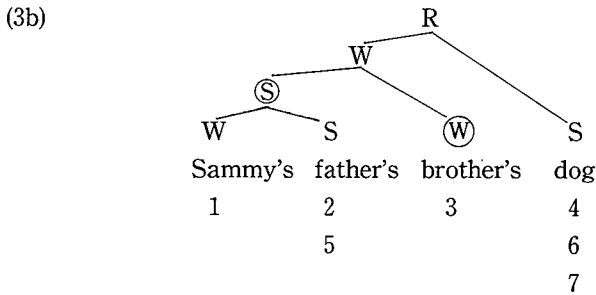 (3b)
R
W
S
W S W S
Sammy's father's brother's dog
1 2 3 4
5 6
7